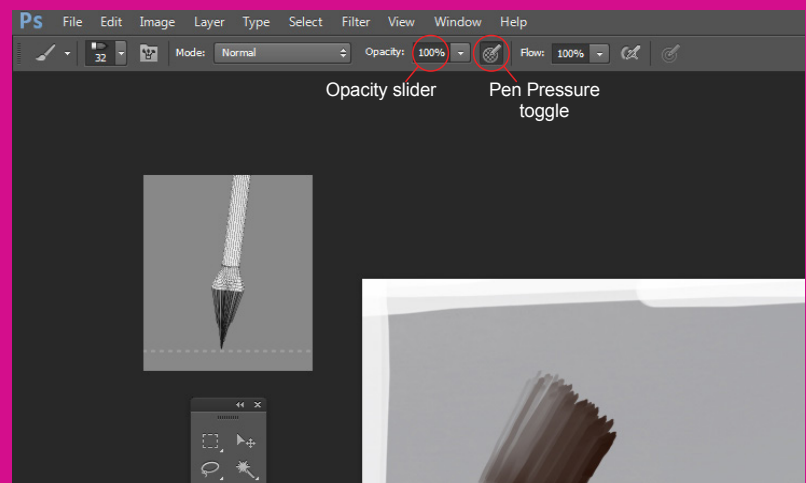 Ps File Edit Image Layer Type Select Filter View Window Help
32 Mode: Normal Opacity: 100% Flow: 100%
Opacity slider
Pen Pressure
toggle